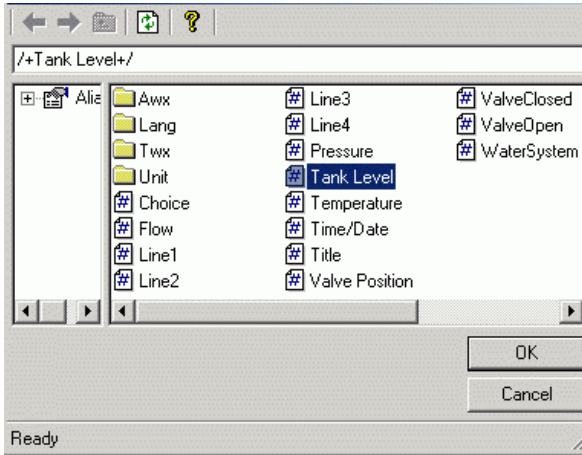 /+Tank Level+/
Alia
Awx
Lang
Twx
Unit
Choice
Flow
Line1
Line2
Line3
Line4
Pressure
Tank Level
Temperature
Time/Date
Title
Valve Position
ValveClosed
ValveOpen
WaterSystem
OK
Cancel
Ready